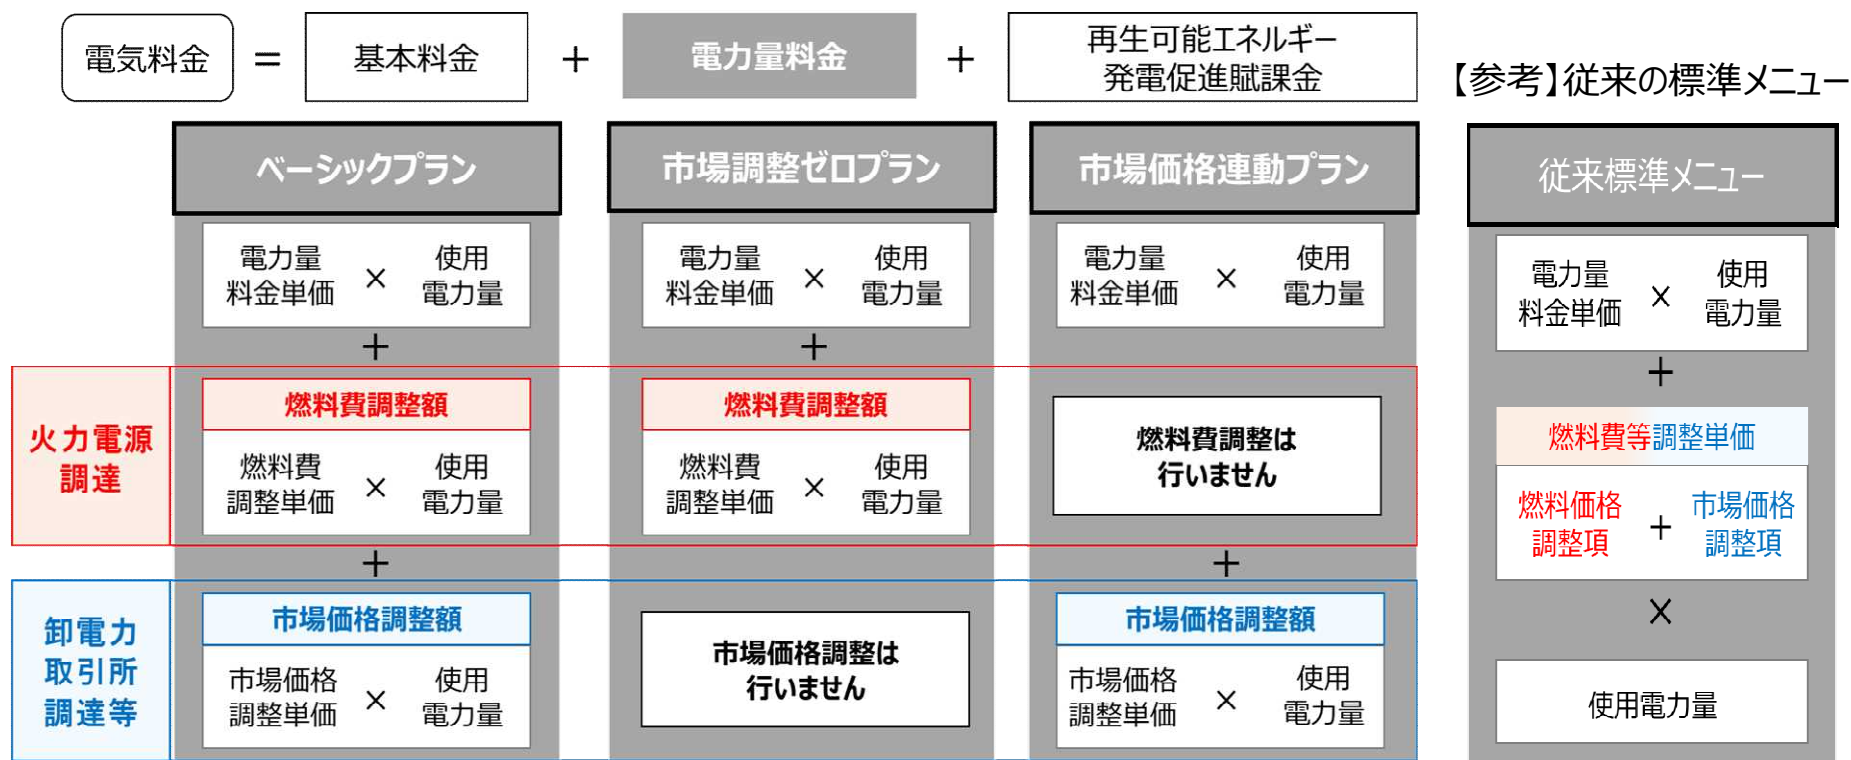 電気料金 = 基本料金 + 電力量料金 + 再生可能エネルギー
発電促進賦課金
【参考】従来の標準メニュー
ベーシックプラン
電力量
料金単価
×
使用
電力量
+
燃料費調整額
燃料費
調整単価
×
使用
電力量
+
市場価格調整額
市場価格
調整単価
×
使用
電力量
市場調整ゼロプラン
電力量
料金単価
×
使用
電力量
+
燃料費調整額
燃料費
調整単価
×
使用
電力量
市場価格調整は
行いません
市場価格連動プラン
電力量
料金単価
×
使用
電力量
燃料費調整は
行いません
+
市場価格調整額
市場価格
調整単価
×
使用
電力量
火力電源
調達
卸電力
取引所
調達等
従来標準メニュー
電力量
料金単価
×
使用
電力量
+
燃料費等調整単価
燃料価格
調整項
+
市場価格
調整項
×
使用電力量